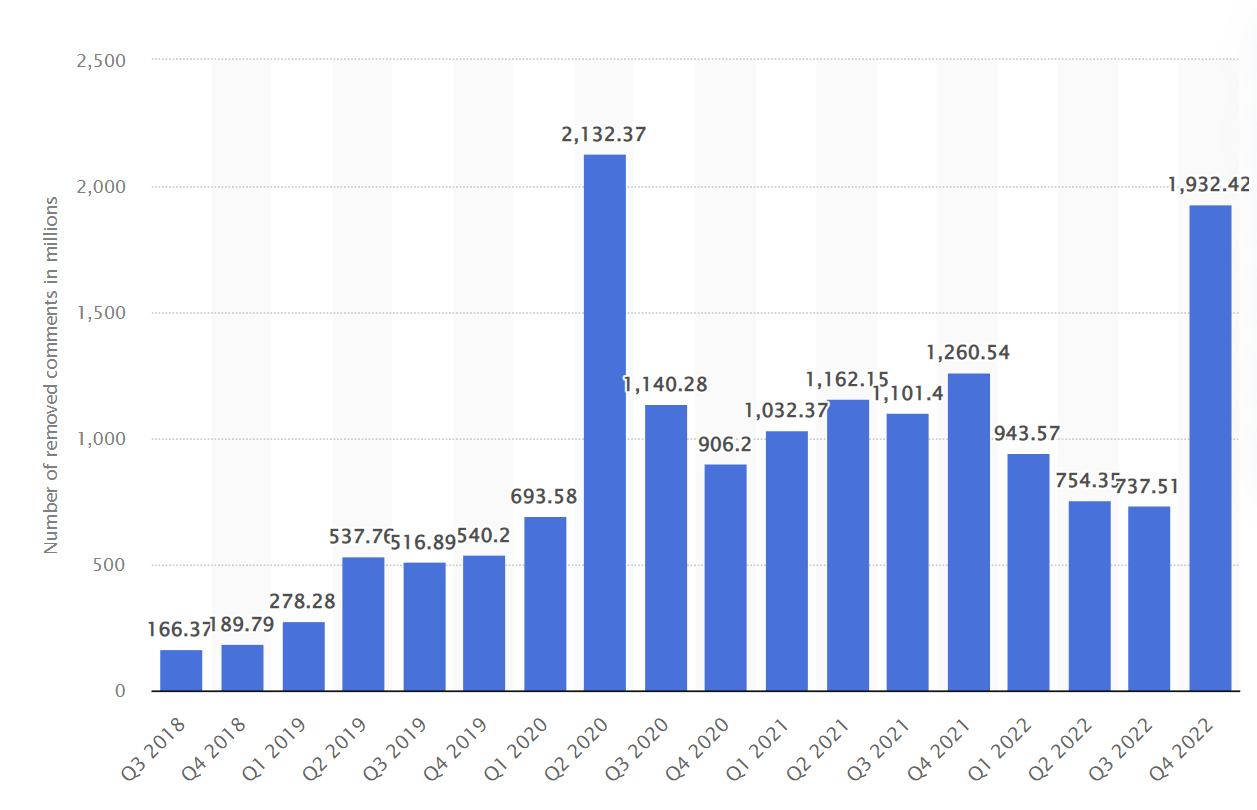 Number of removed comments in millions
2,500
2,000
1,500
1,000
500
0
166.37
189.79
278.28
537.76
516.89
540.2
693.58
2,132.37
1,140.28
906.2
1,032.37
1,162.15
1,101.4
1,260.54
943.57
754.35
737.51
1,932.42
Q3 2018
Q4 2018
Q1 2019
Q2 2019
Q3 2019
Q4 2019
Q1 2020
Q2 2020
Q3 2020
Q4 2020
Q1 2021
Q2 2021
Q3 2021
Q4 2021
Q1 2022
Q2 2022
Q3 2022
Q4 2022